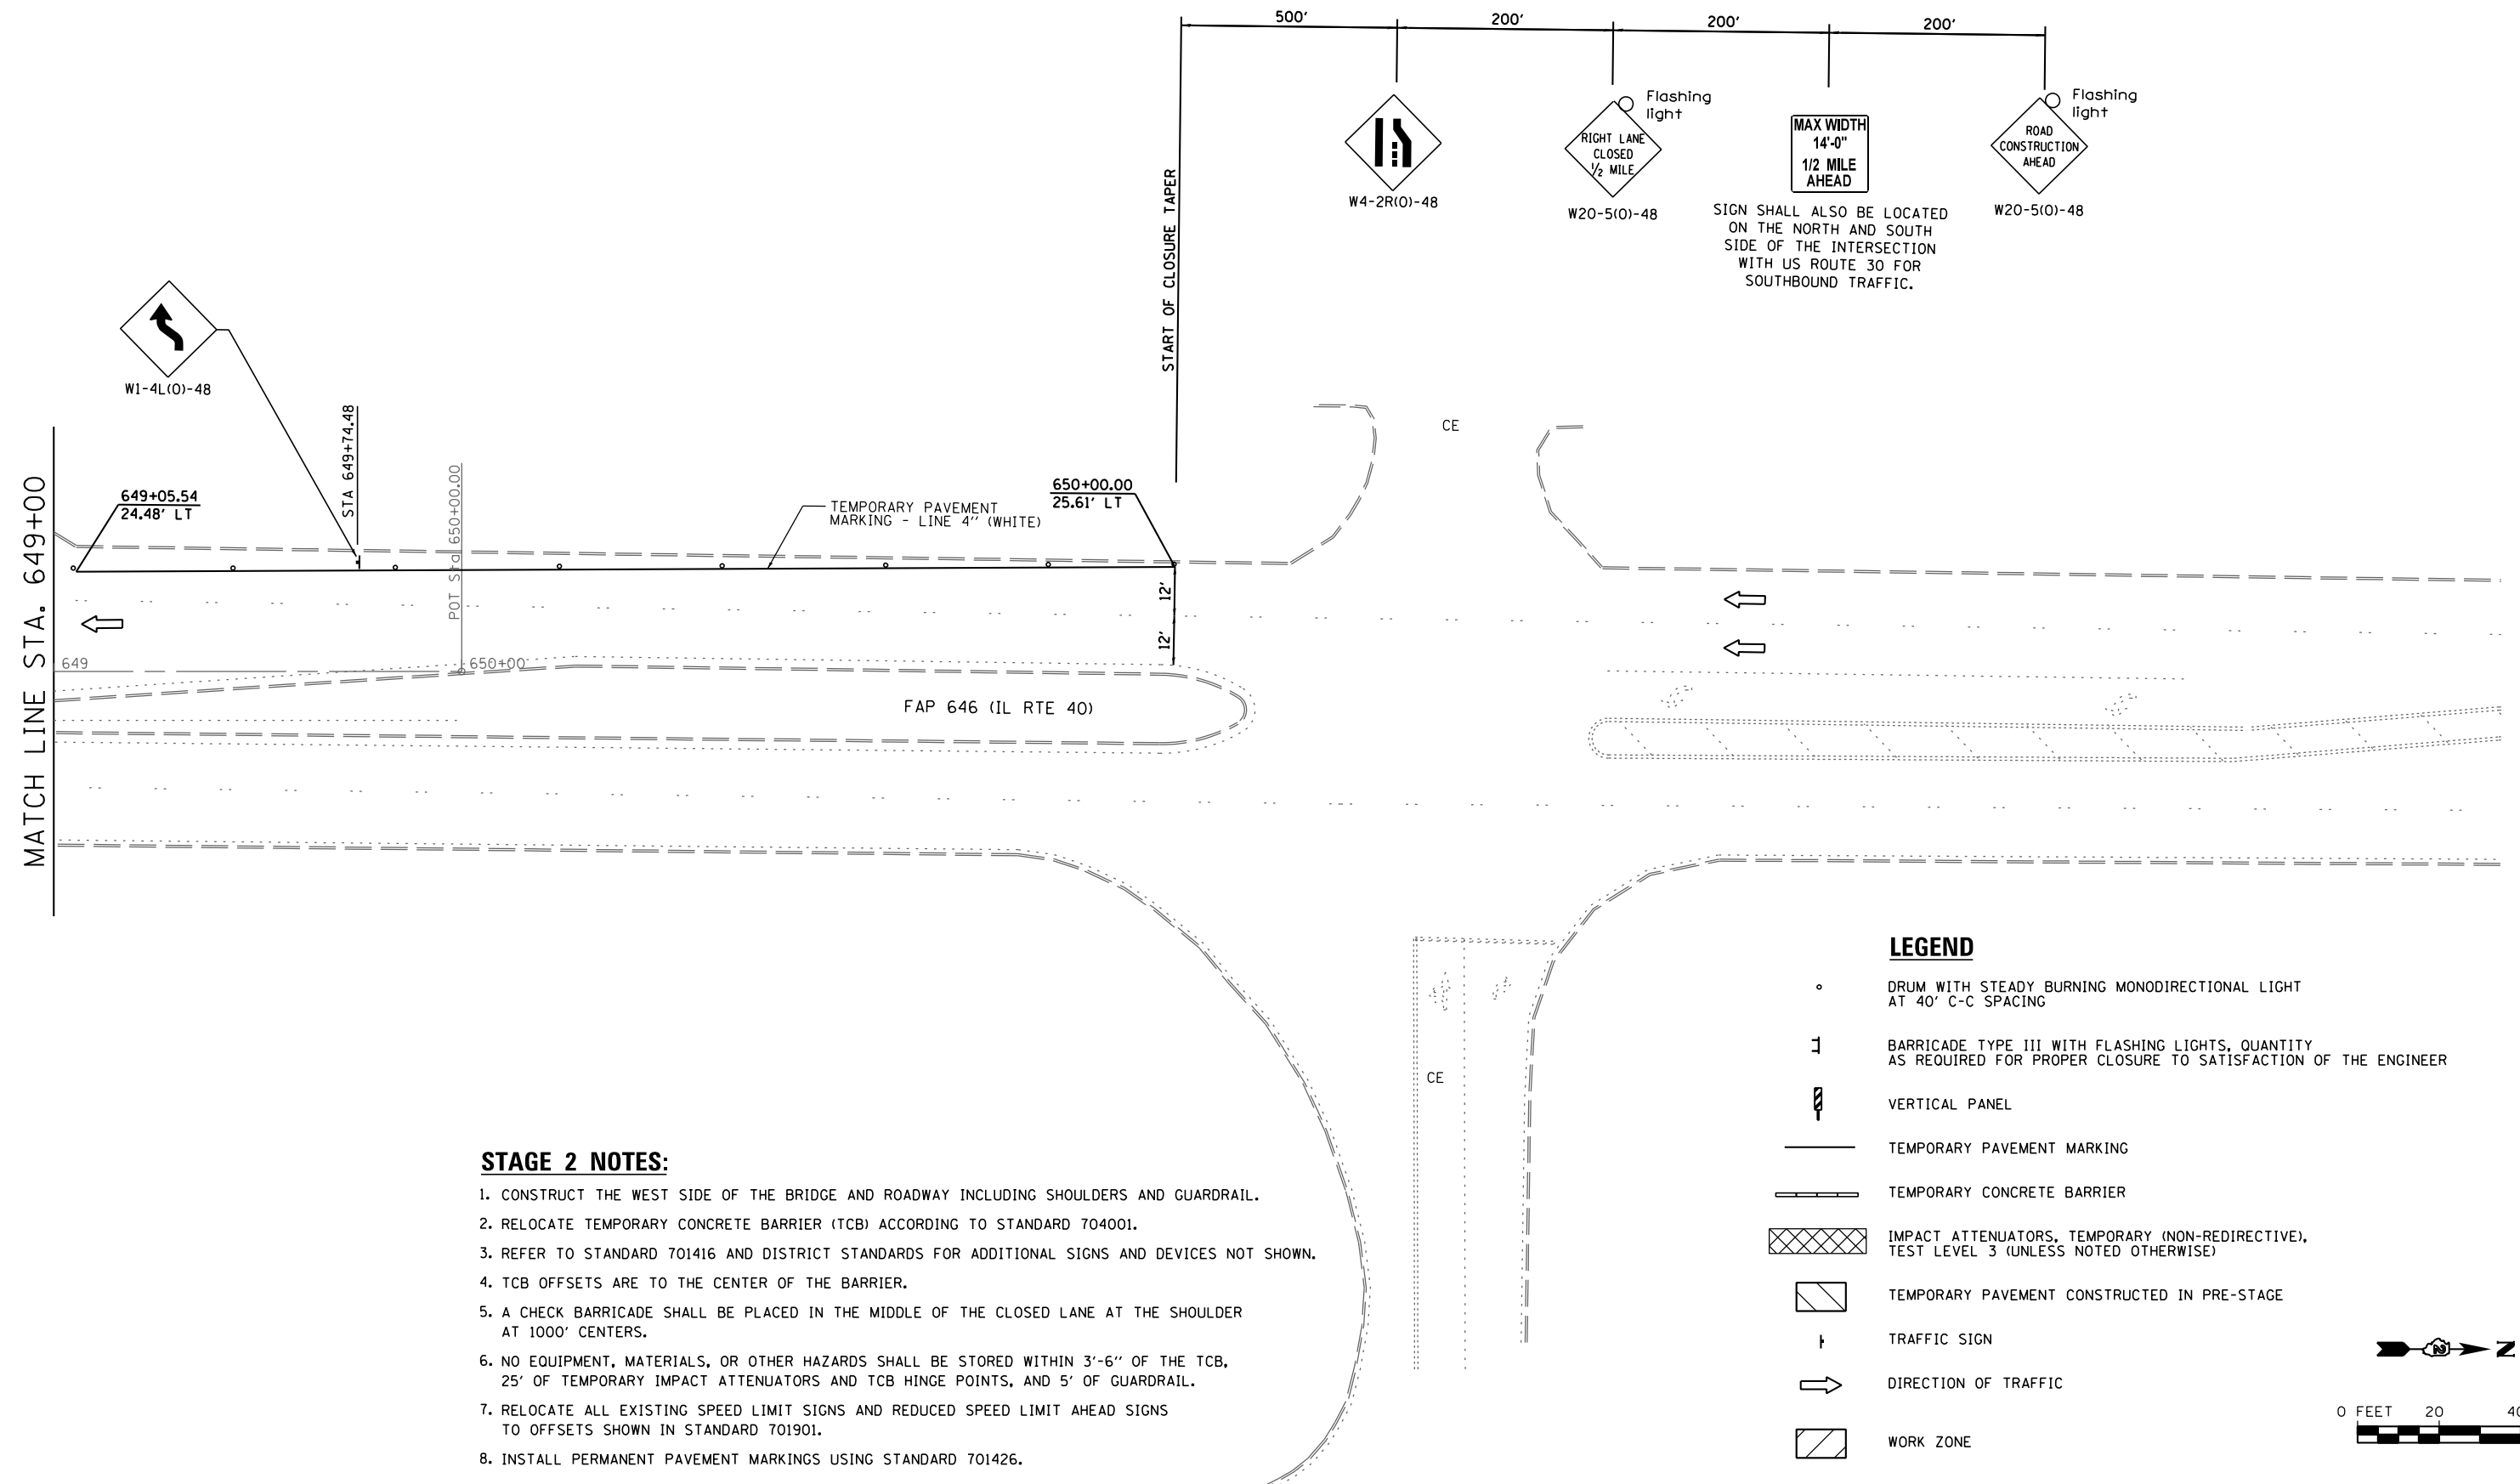 500'
200'
200'
200'
Flashing
light
RIGHT LANE
CLOSED
1/2 MILE
MAX WIDTH
14'-0"
1/2 MILE
AHEAD
Flashing
light
ROAD
CONSTRUCTION
AHEAD
W4-2R(O)-48
W20-5(O)-48
W20-5(O)-48
SIGN SHALL ALSO BE LOCATED
ON THE NORTH AND SOUTH
SIDE OF THE INTERSECTION
WITH US ROUTE 30 FOR
SOUTHBOUND TRAFFIC.
START OF CLOSURE TAPER
W1-4L(O)-48
CE
MATCH LINE STA. 649+00
649+05.54
24.48' LT
STA 649+74.48
POT Sta 650+00.00
TEMPORARY PAVEMENT
MARKING - LINE 4" (WHITE)
650+00.00
25.61' LT
12'
12'
649
650+00
FAP 646 (IL RTE 40)
CE
LEGEND
DRUM WITH STEADY BURNING MONODIRECTIONAL LIGHT
AT 40' C-C SPACING
BARRICADE TYPE III WITH FLASHING LIGHTS, QUANTITY
AS REQUIRED FOR PROPER CLOSURE TO SATISFACTION OF THE ENGINEER
VERTICAL PANEL
TEMPORARY PAVEMENT MARKING
TEMPORARY CONCRETE BARRIER
IMPACT ATTENUATORS, TEMPORARY (NON-REDIRECTIVE),
TEST LEVEL 3 (UNLESS NOTED OTHERWISE)
TEMPORARY PAVEMENT CONSTRUCTED IN PRE-STAGE
TRAFFIC SIGN
DIRECTION OF TRAFFIC
WORK ZONE
STAGE 2 NOTES:
1. CONSTRUCT THE WEST SIDE OF THE BRIDGE AND ROADWAY INCLUDING SHOULDERS AND GUARDRAIL.
2. RELOCATE TEMPORARY CONCRETE BARRIER (TCB) ACCORDING TO STANDARD 704001.
3. REFER TO STANDARD 701416 AND DISTRICT STANDARDS FOR ADDITIONAL SIGNS AND DEVICES NOT SHOWN.
4. TCB OFFSETS ARE TO THE CENTER OF THE BARRIER.
5. A CHECK BARRICADE SHALL BE PLACED IN THE MIDDLE OF THE CLOSED LANE AT THE SHOULDER
AT 1000' CENTERS.
6. NO EQUIPMENT, MATERIALS, OR OTHER HAZARDS SHALL BE STORED WITHIN 3'-6" OF THE TCB,
25' OF TEMPORARY IMPACT ATTENUATORS AND TCB HINGE POINTS, AND 5' OF GUARDRAIL.
7. RELOCATE ALL EXISTING SPEED LIMIT SIGNS AND REDUCED SPEED LIMIT AHEAD SIGNS
TO OFFSETS SHOWN IN STANDARD 701901.
8. INSTALL PERMANENT PAVEMENT MARKINGS USING STANDARD 701426.
2
N
0 FEET 20 40